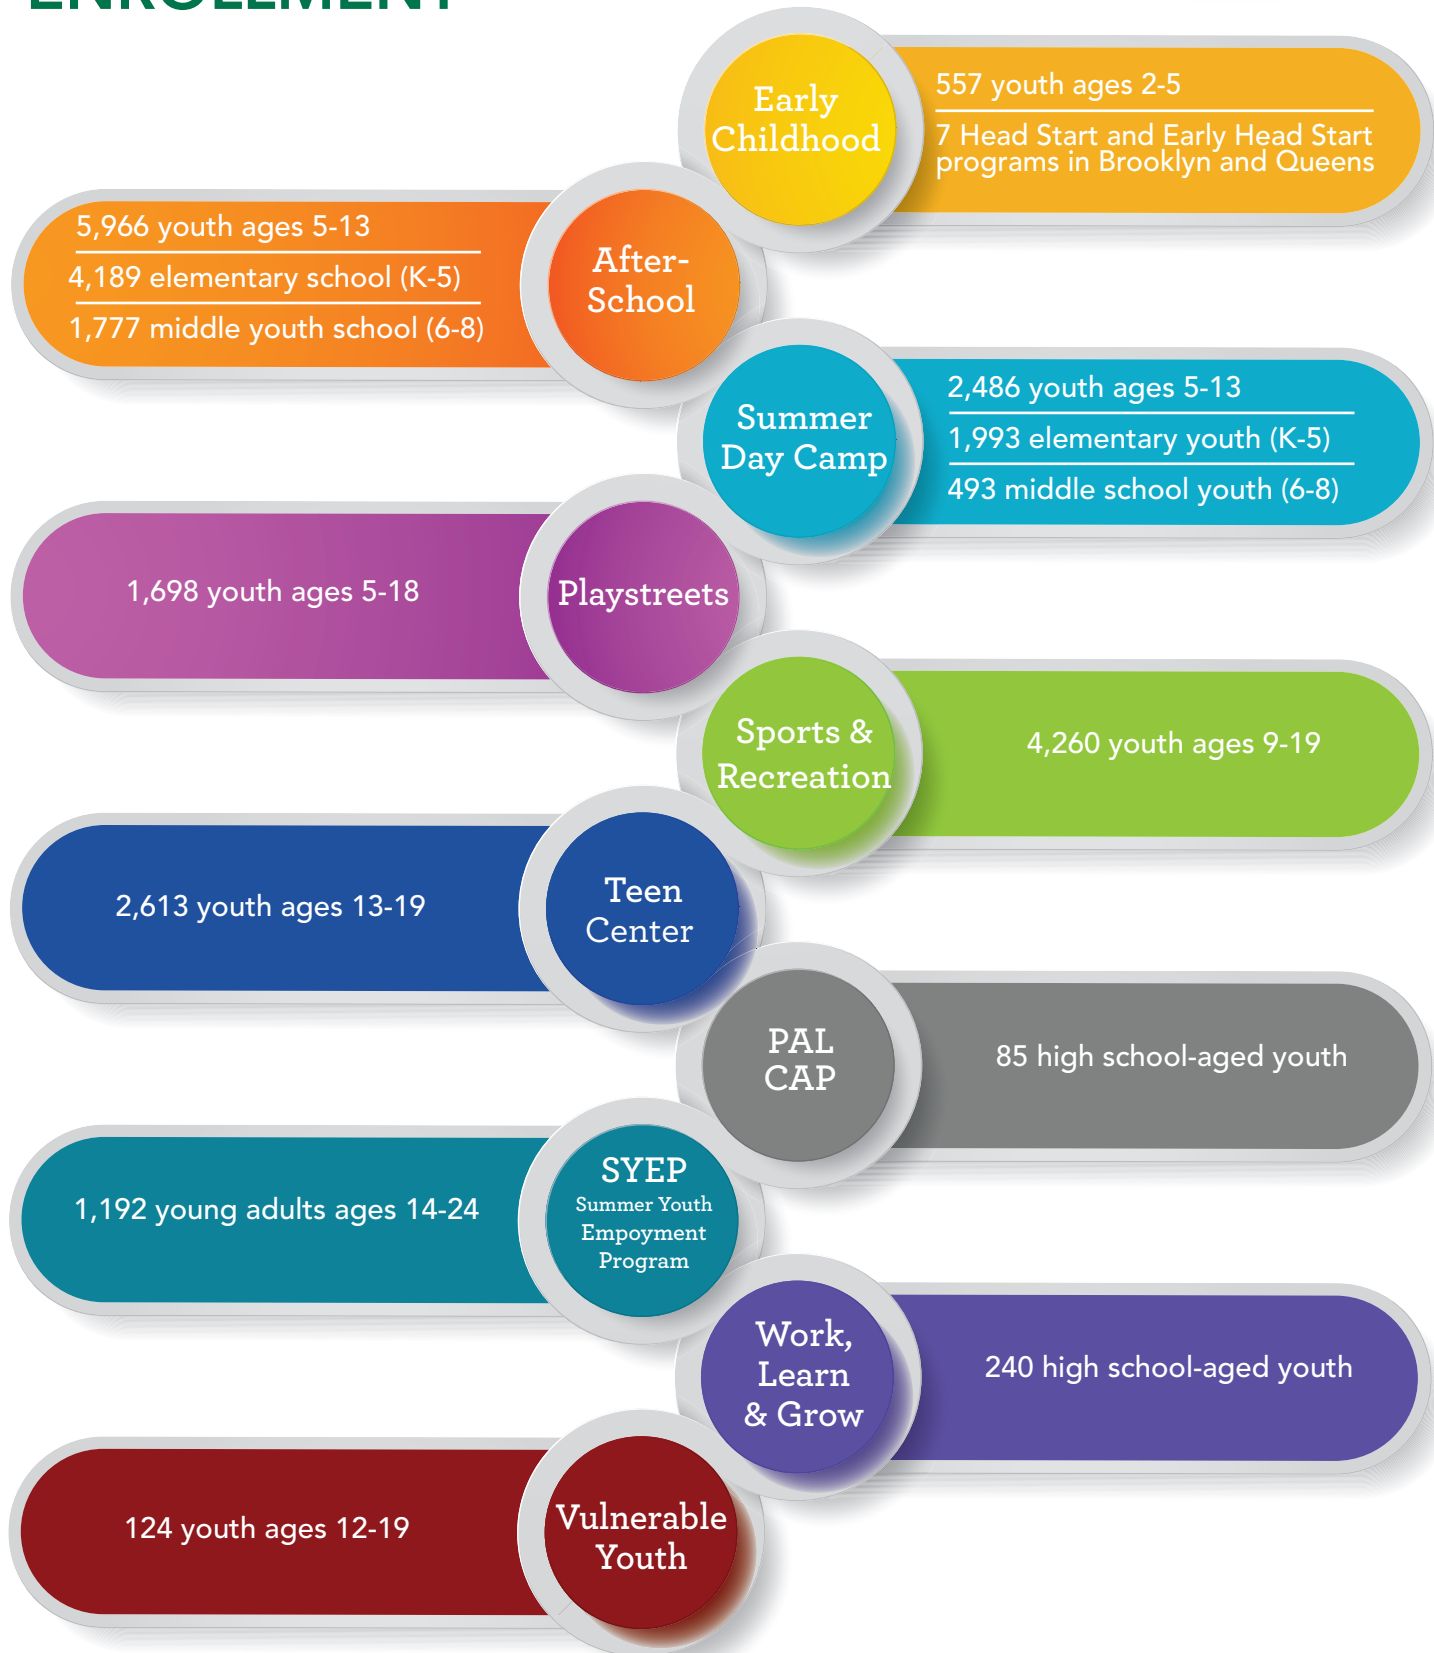 ENROLLMENT
Early
Childhood
557 youth ages 2-5
7 Head Start and Early Head Start
programs in Brooklyn and Queens
5,966 youth ages 5-13
4,189 elementary school (K-5)
1,777 middle youth school (6-8)
After-
School
Summer
Day Camp
2,486 youth ages 5-13
1,993 elementary youth (K-5)
493 middle school youth (6-8)
1,698 youth ages 5-18
Playstreets
Sports &
Recreation
4,260 youth ages 9-19
2,613 youth ages 13-19
Teen
Center
PAL
CAP
85 high school-aged youth
1,192 young adults ages 14-24
SYEP
Summer Youth
Empoyment
Program
Work,
Learn
& Grow
240 high school-aged youth
124 youth ages 12-19
Vulnerable
Youth